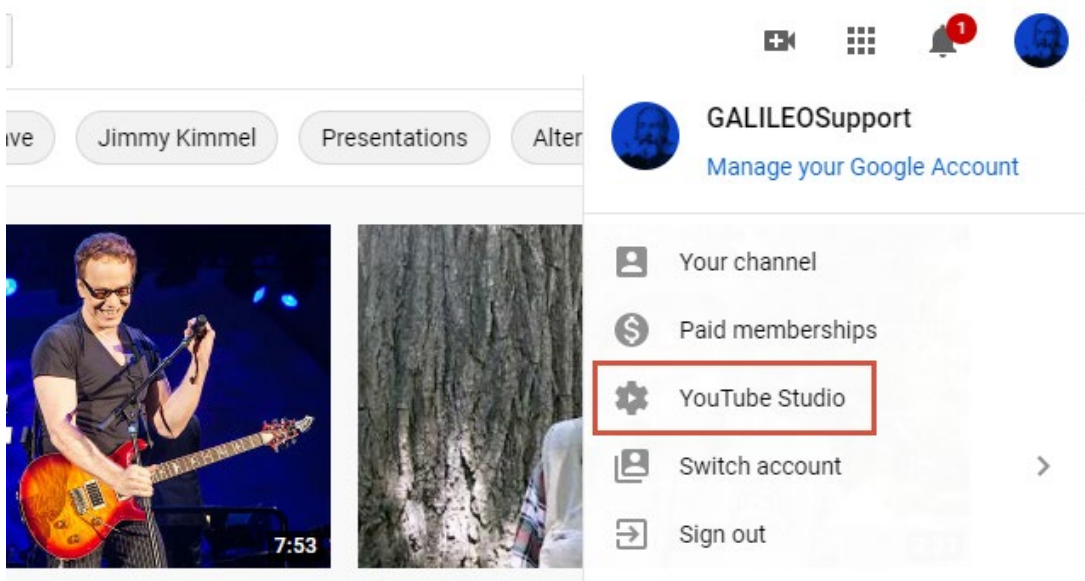 1
ve
Jimmy Kimmel
Presentations
Alter
GALILEOSupport
Manage your Google Account
7:53
Your channel
Paid memberships
YouTube Studio
Switch account
Sign out